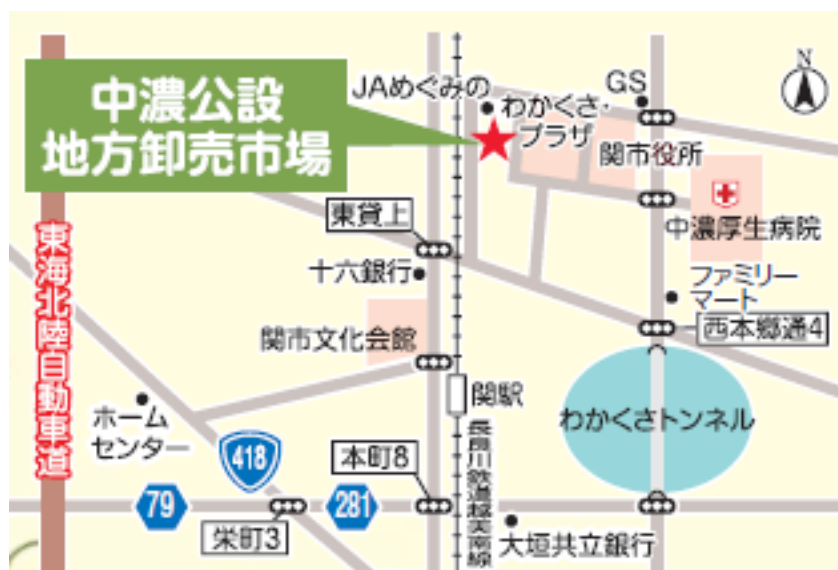 中濃公設
地方卸売市場
JAめぐみの
わかくさ・
プラザ
GS
N
関市役所
中濃厚生病院
東貸上
十六銀行
ファミリー
マート
西本郷通4
関市文化会館
東海北陸自動車道
関駅
わかくさトンネル
ホーム
センター
418
本町8
長良川鉄道越美南線
79
281
栄町3
大垣共立銀行